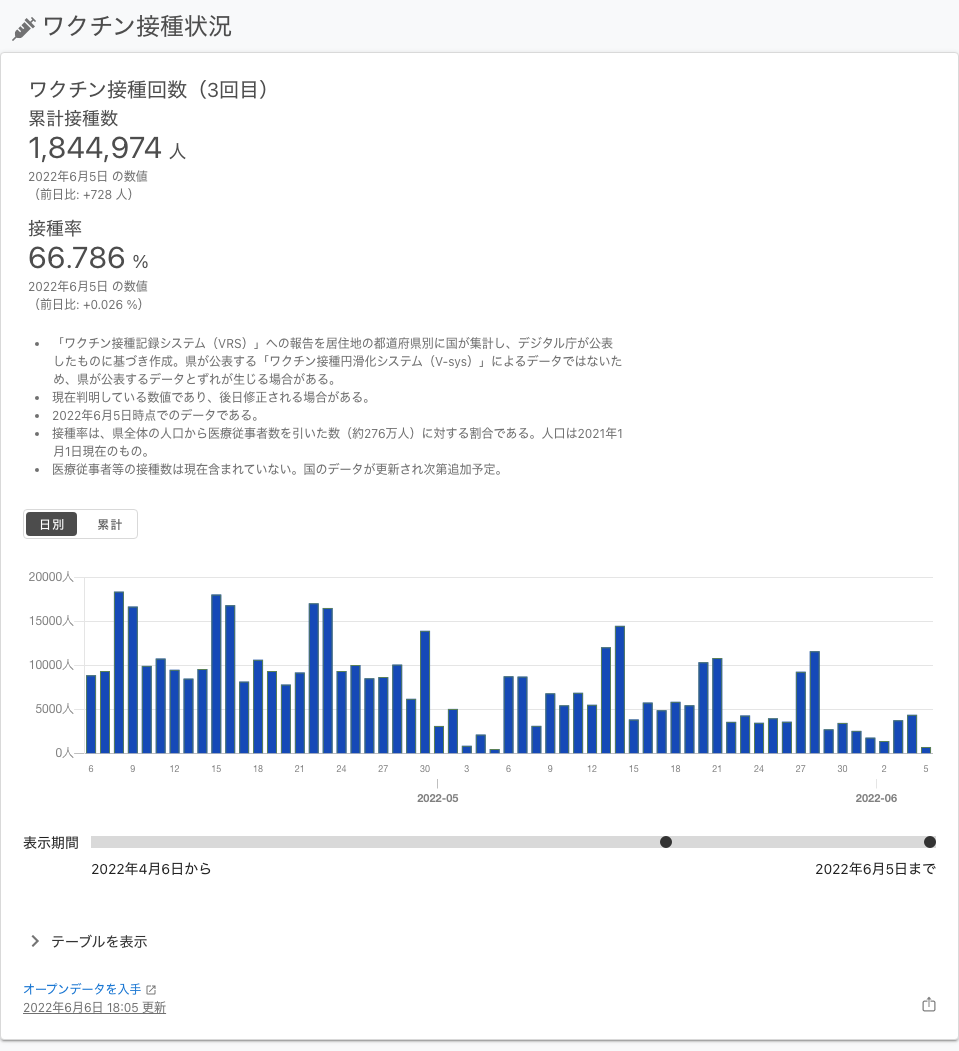 ワクチン接種状況
ワクチン接種回数（3回目）
累計接種数
1,844,974 人
2022年6月5日 の数値
（前日比: +728 人）
接種率
66.786 %
2022年6月5日 の数値
（前日比: +0.026 %）
• 「ワクチン接種記録システム（VRS）」への報告を居住地の都道府県別に国が集計し、デジタル庁が公表
したものに基づき作成。県が公表する「ワクチン接種円滑化システム（V-sys）」によるデータではないた
め、県が公表するデータとずれが生じる場合がある。
• 現在判明している数値であり、後日修正される場合がある。
• 2022年6月5日時点でのデータである。
• 接種率は、県全体の人口から医療従事者数を引いた数（約276万人）に対する割合である。人口は2021年1
月1日現在のもの。
• 医療従事者等の接種数は現在含まれていない。国のデータが更新され次第追加予定。
日別 累計
20000人
15000人
10000人
5000人
0人
6 9 12 15 18 21 24 27 30 3 6 9 12 15 18 21 24 27 30 2 5
2022-05 2022-06
表示期間
2022年4月6日から 2022年6月5日まで
テーブルを表示
オープンデータを入手
2022年6月6日 18:05 更新